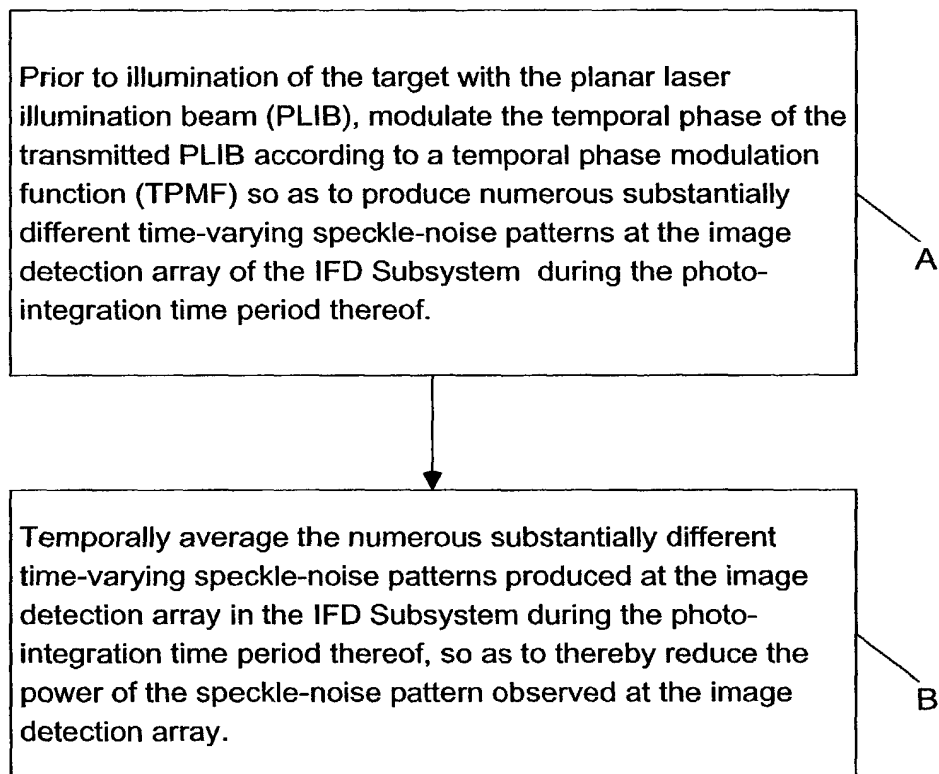 Prior to illumination of the target with the planar laser
illumination beam (PLIB), modulate the temporal phase of the
transmitted PLIB according to a temporal phase modulation
function (TPMF) so as to produce numerous substantially
different time-varying speckle-noise patterns at the image
detection array of the IFD Subsystem during the photo-
integration time period thereof.
A
Temporally average the numerous substantially different
time-varying speckle-noise patterns produced at the image
detection array in the IFD Subsystem during the photo-
integration time period thereof, so as to thereby reduce the
power of the speckle-noise pattern observed at the image
detection array.
B